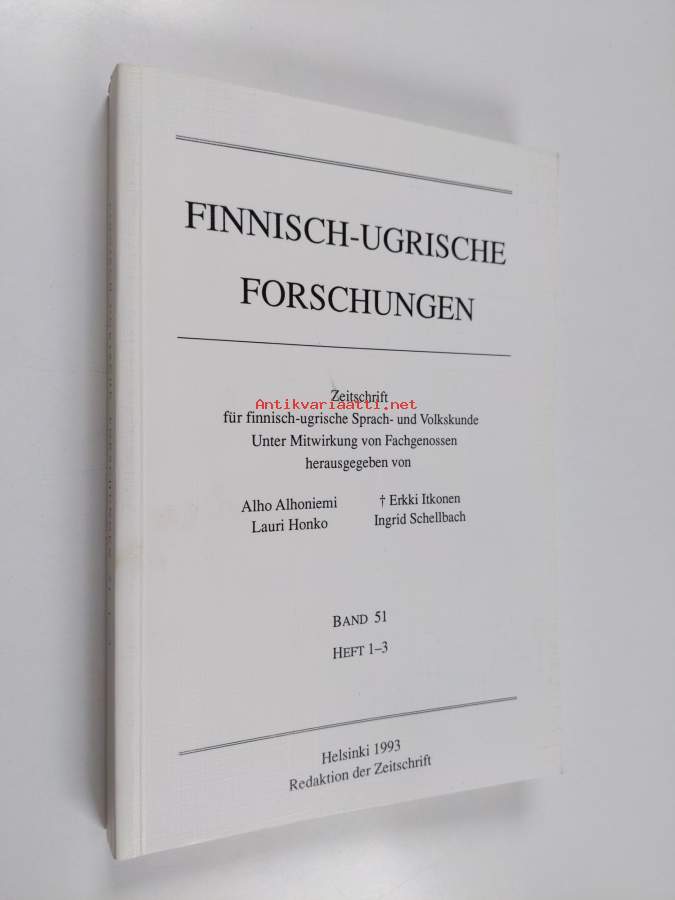 FINNISCH-UGRISCHE
FORSCHUNGEN
Zeitschrift
Antikvariaatti.net
für finnisch-ugrische Sprach- und Volkskunde
Unter Mitwirkung von Fachgenossen
herausgegeben von
Alho Alhoniemi
Lauri Honko
† Erkki Itkonen
Ingrid Schellbach
BAND 51
HEFT 1–3
Helsinki 1993
Redaktion der Zeitschrift